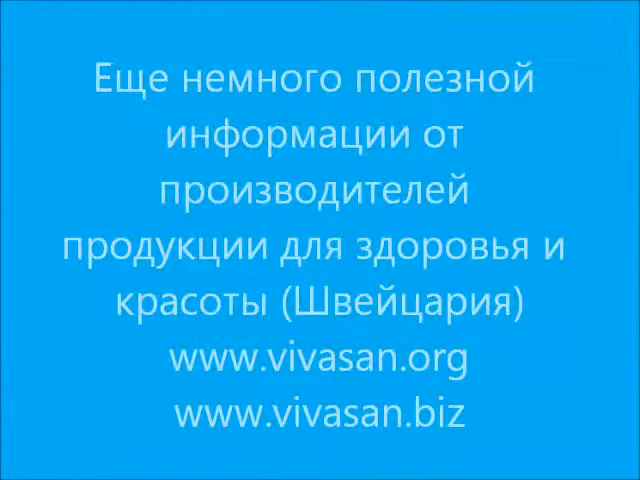 Еще немного полезной
информации от
производителей
продукции для здоровья и
красоты (Швейцария)
www.vivasan.org
www.vivasan.biz